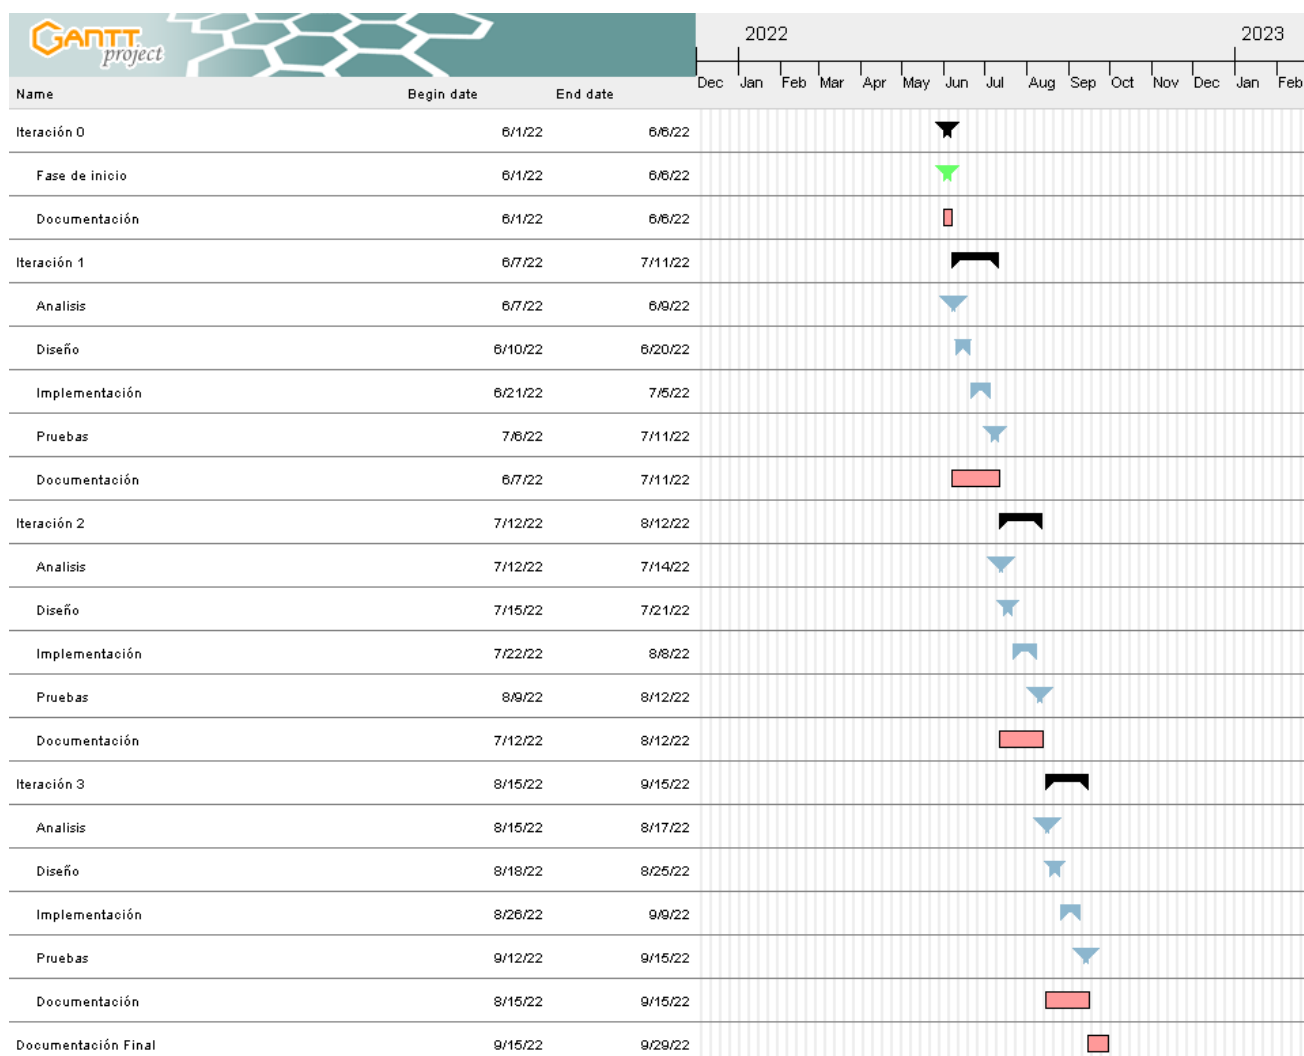 GANTT
project
2022 2023
Dec Jan Feb Mar Apr May Jun Jul Aug Sep Oct Nov Dec Jan Feb
Name Begin date End date
Iteración 0 6/1/22 6/6/22
Fase de inicio 6/1/22 6/6/22
Documentación 6/1/22 6/6/22
Iteración 1 6/7/22 7/11/22
Analisis 6/7/22 6/9/22
Diseño 6/10/22 6/20/22
Implementación 6/21/22 7/5/22
Pruebas 7/6/22 7/11/22
Documentación 6/7/22 7/11/22
Iteración 2 7/12/22 8/12/22
Analisis 7/12/22 7/14/22
Diseño 7/15/22 7/21/22
Implementación 7/22/22 8/8/22
Pruebas 8/9/22 8/12/22
Documentación 7/12/22 8/12/22
Iteración 3 8/15/22 9/15/22
Analisis 8/15/22 8/17/22
Diseño 8/18/22 8/25/22
Implementación 8/26/22 9/9/22
Pruebas 9/12/22 9/15/22
Documentación 8/15/22 9/15/22
Documentación Final 9/15/22 9/29/22